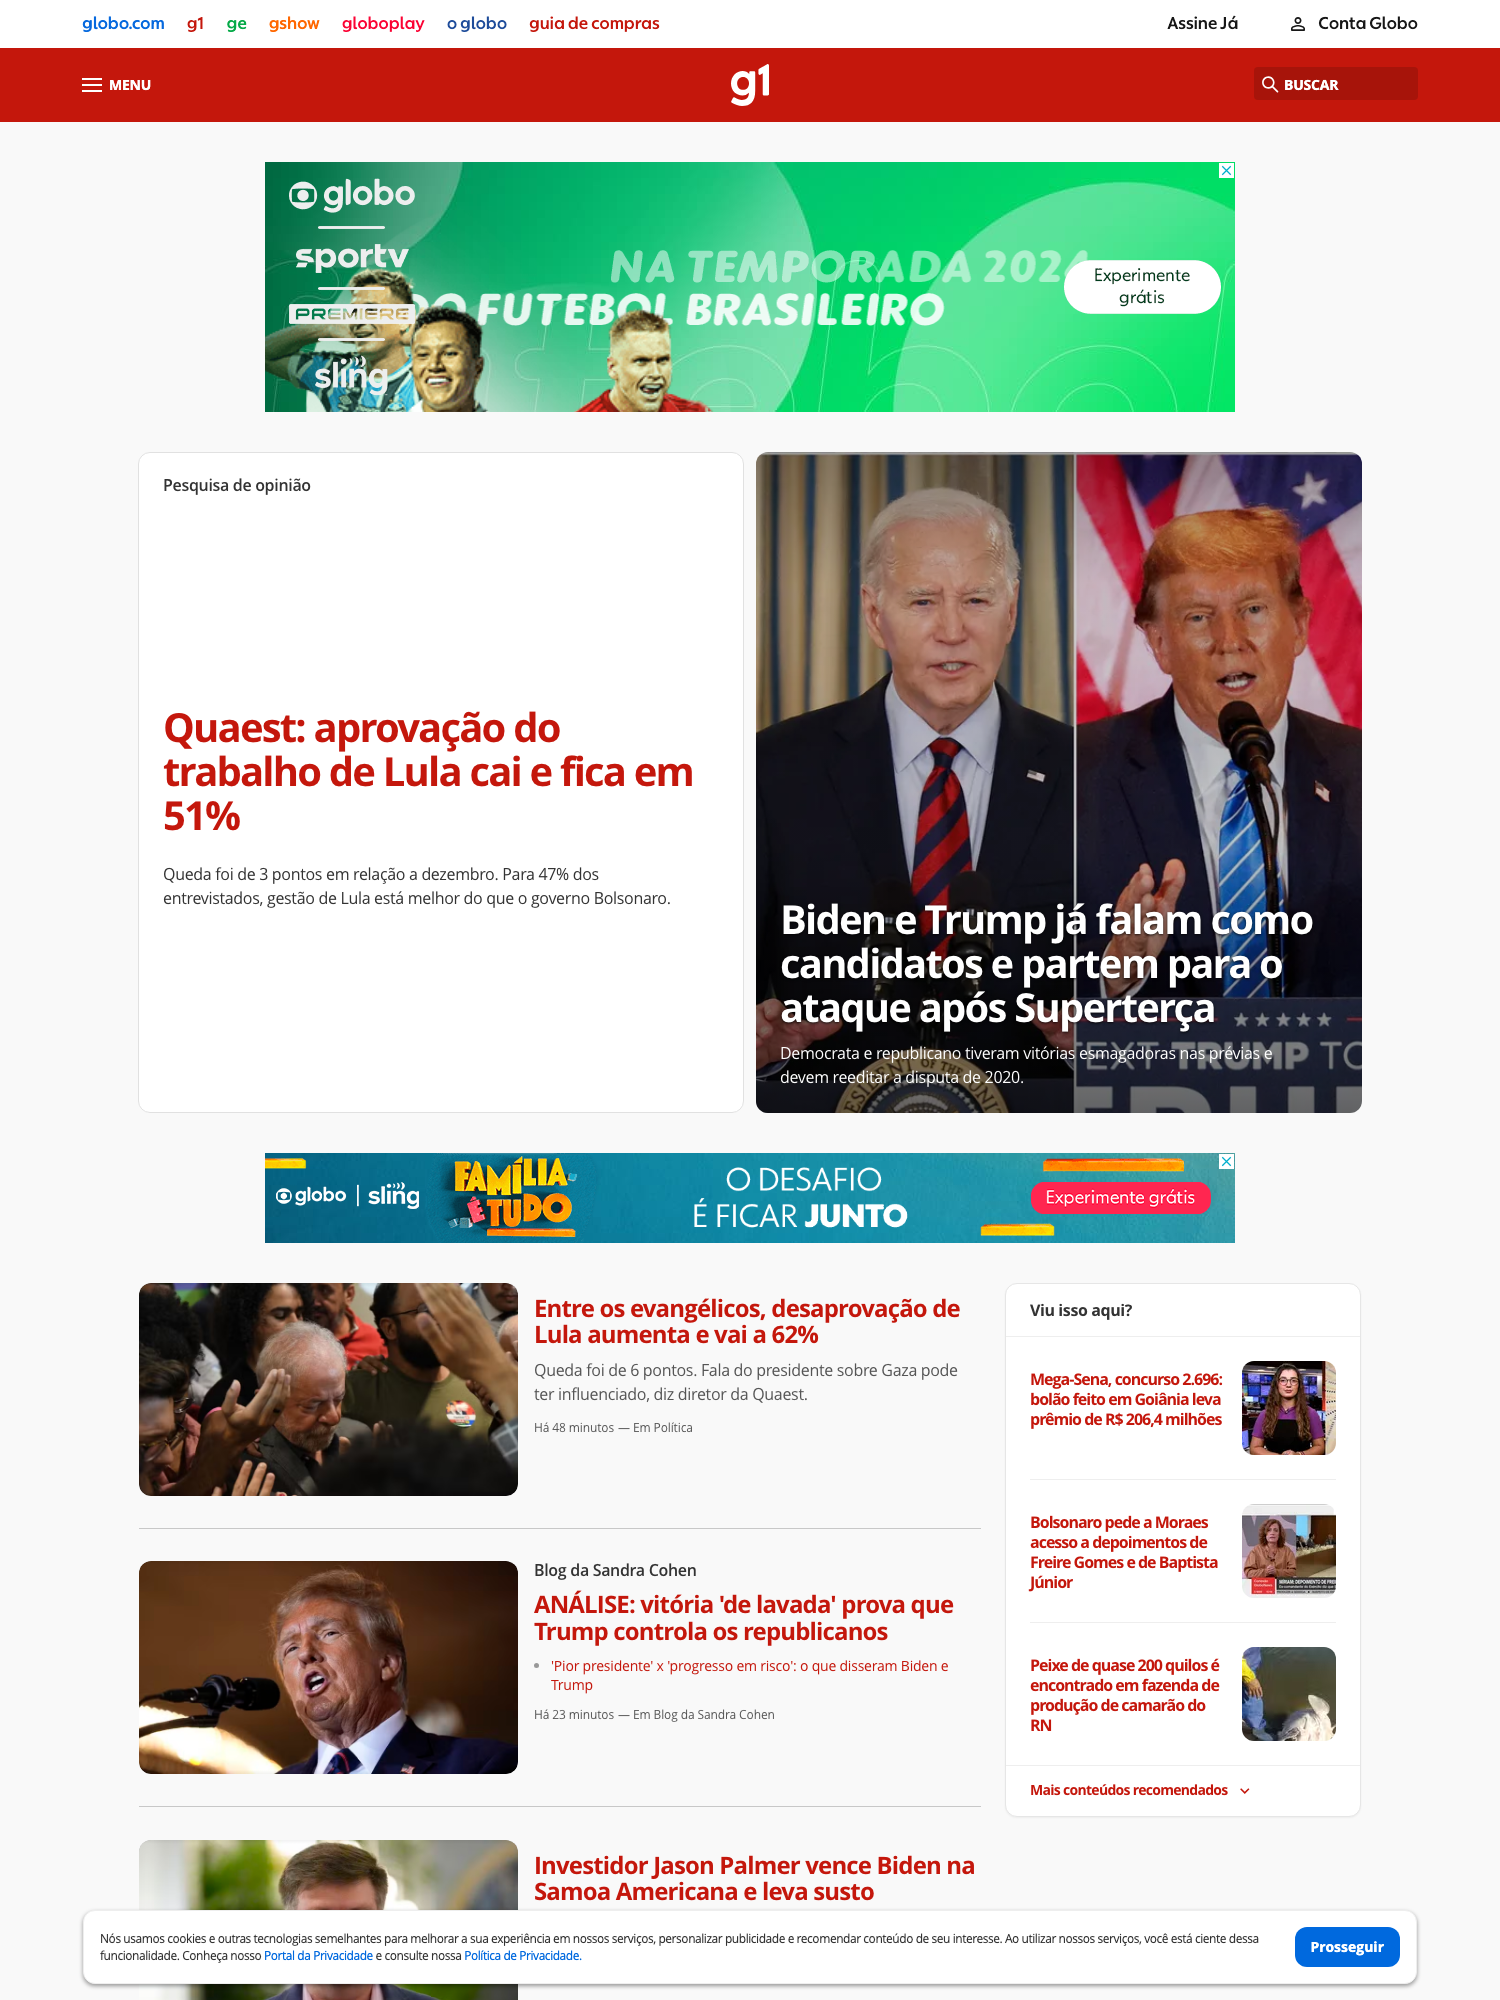 globo.com g1 ge gshow globoplay o globo guia de compras Assine Já Conta Globo
MENU g1 BUSCAR
globo
sportv
PREMIERE
sling
NA TEMPORADA 2024
DO FUTEBOL BRASILEIRO
Experimente
grátis
Pesquisa de opinião
Quaest: aprovação do
trabalho de Lula cai e fica em
51%
Queda foi de 3 pontos em relação a dezembro. Para 47% dos
entrevistados, gestão de Lula está melhor do que o governo Bolsonaro.
Biden e Trump já falam como
candidatos e partem para o
ataque após Superterça
Democrata e republicano tiveram vitórias esmagadoras nas prévias e
devem reeditar a disputa de 2020.
TEXT TRUMP TO
globo | sling
FAMÍLIA
É TUDO
O DESAFIO
É FICAR JUNTO
Experimente grátis
Entre os evangélicos, desaprovação de
Lula aumenta e vai a 62%
Queda foi de 6 pontos. Fala do presidente sobre Gaza pode
ter influenciado, diz diretor da Quaest.
Há 48 minutos — Em Política
Blog da Sandra Cohen
ANÁLISE: vitória 'de lavada' prova que
Trump controla os republicanos
'Pior presidente' x 'progresso em risco': o que disseram Biden e
Trump
Há 23 minutos — Em Blog da Sandra Cohen
Investidor Jason Palmer vence Biden na
Samoa Americana e leva susto
Viu isso aqui?
Mega-Sena, concurso 2.696:
bolão feito em Goiânia leva
prêmio de R$ 206,4 milhões
Bolsonaro pede a Moraes
acesso a depoimentos de
Freire Gomes e de Baptista
Júnior
Peixe de quase 200 quilos é
encontrado em fazenda de
produção de camarão do
RN
Mais conteúdos recomendados
Nós usamos cookies e outras tecnologias semelhantes para melhorar a sua experiência em nossos serviços, personalizar publicidade e recomendar conteúdo de seu interesse. Ao utilizar nossos serviços, você está ciente dessa
funcionalidade. Conheça nosso Portal da Privacidade e consulte nossa Política de Privacidade.
Prosseguir